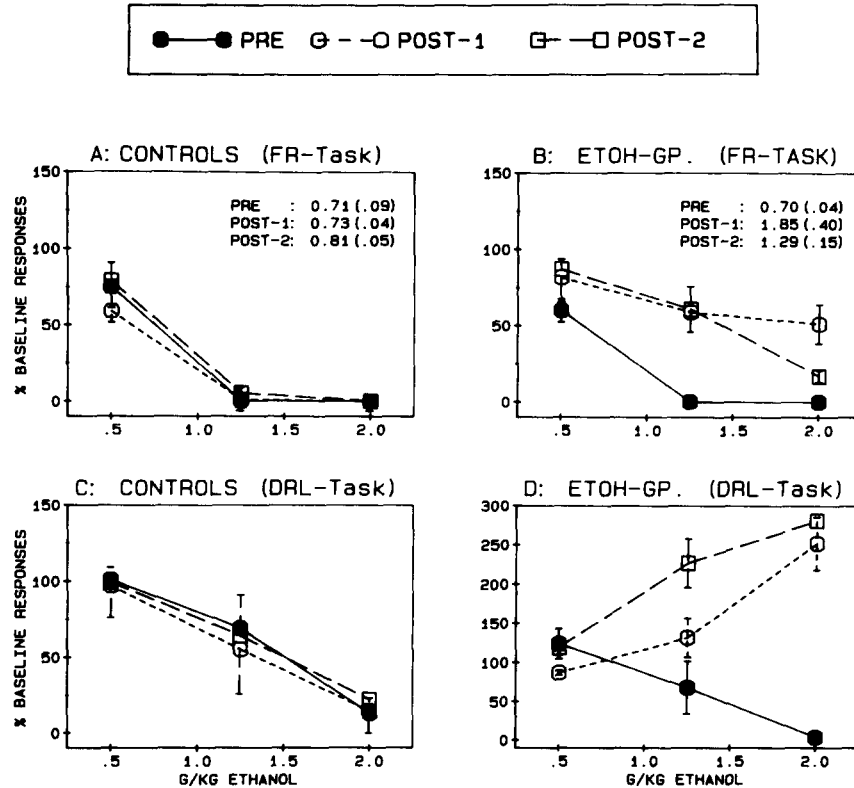 PRE POST-1 POST-2
A: CONTROLS (FR-Task)
150
100
50
0
% BASELINE RESPONSES
PRE : 0.71 (.09)
POST-1: 0.73 (.04)
POST-2: 0.81 (.05)
.5 1.0 1.5 2.0
B: ETOH-GP. (FR-TASK)
150
100
50
0
PRE : 0.70 (.04)
POST-1: 1.85 (.40)
POST-2: 1.29 (.15)
.5 1.0 1.5 2.0
C: CONTROLS (DRL-Task)
150
100
50
0
% BASELINE RESPONSES
.5 1.0 1.5 2.0
G/KG ETHANOL
D: ETOH-GP. (DRL-Task)
300
250
200
150
100
50
0
.5 1.0 1.5 2.0
G/KG ETHANOL